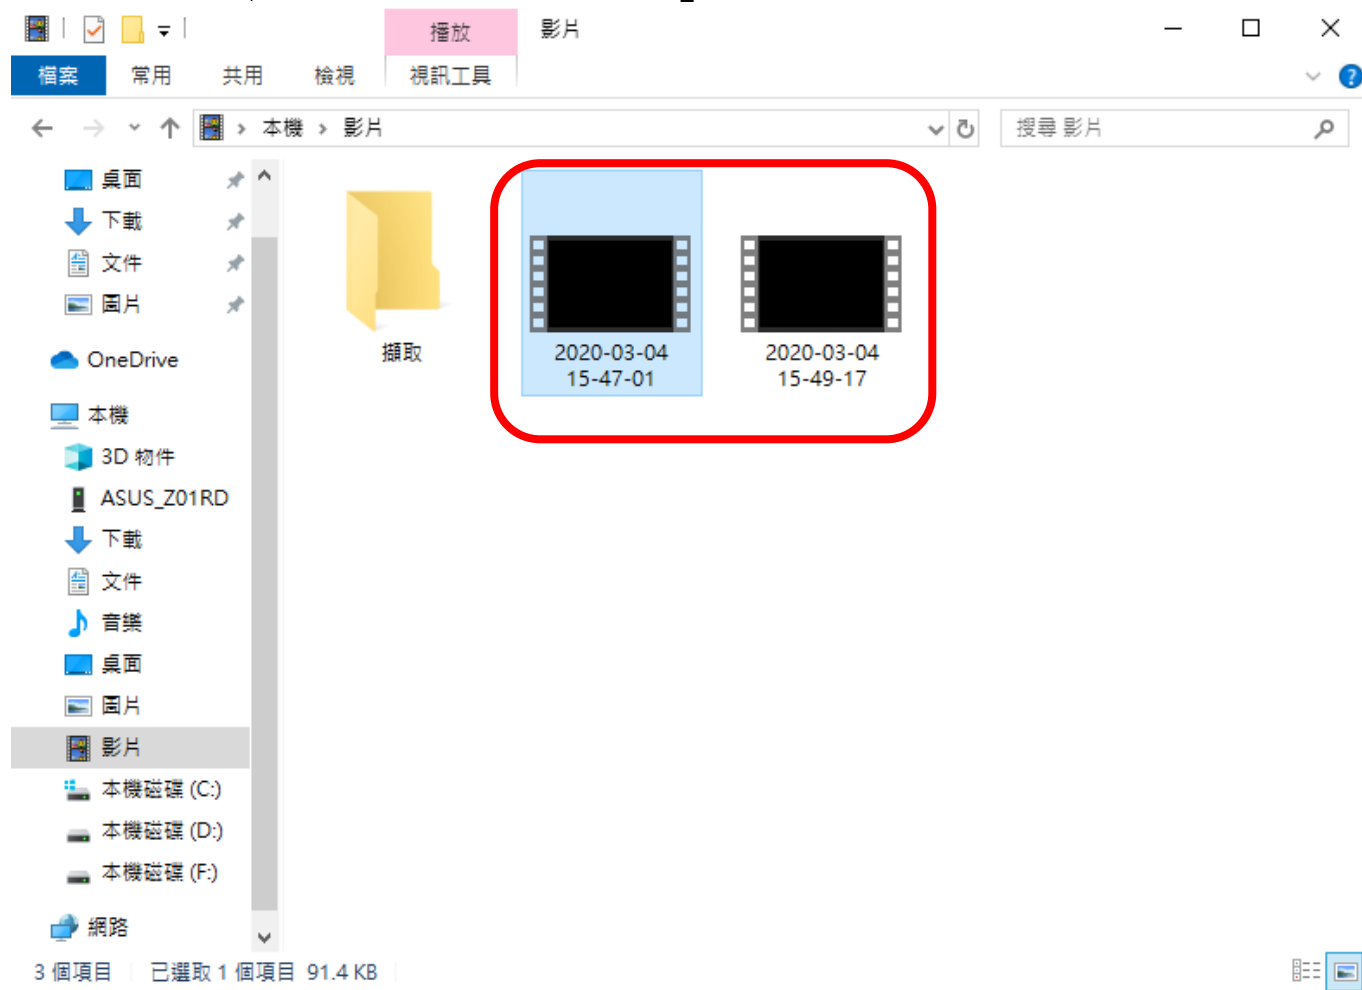 播放
影片
檔案
常用
共用
檢視
視訊工具
本機 › 影片
搜尋 影片
桌面
下載
文件
圖片
OneDrive
本機
3D 物件
ASUS_Z01RD
下載
文件
音樂
桌面
圖片
影片
本機磁碟 (C:)
本機磁碟 (D:)
本機磁碟 (F:)
網路
擷取
2020-03-04
15-47-01
2020-03-04
15-49-17
3 個項目
已選取 1 個項目 91.4 KB